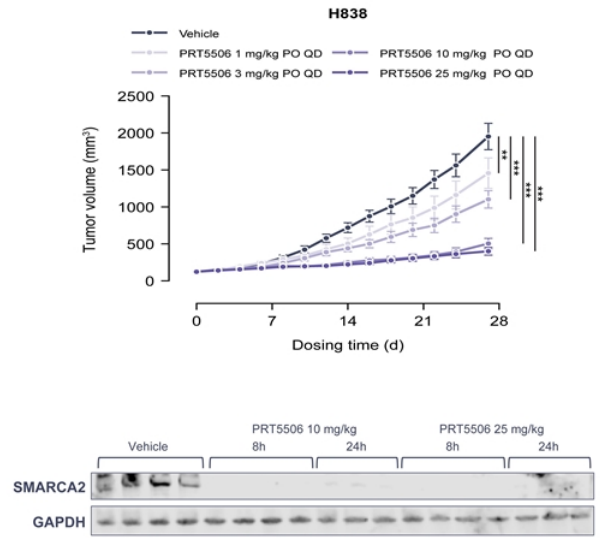 H838
Vehicle
PRT5506 1 mg/kg PO QD PRT5506 10 mg/kg PO QD
PRT5506 3 mg/kg PO QD PRT5506 25 mg/kg PO QD
Tumor volume (mm³)
2500
2000
1500
1000
500
0
** *** *** ***
0 7 14 21 28
Dosing time (d)
PRT5506 10 mg/kg PRT5506 25 mg/kg
Vehicle 8h 24h 8h 24h
SMARCA2
GAPDH